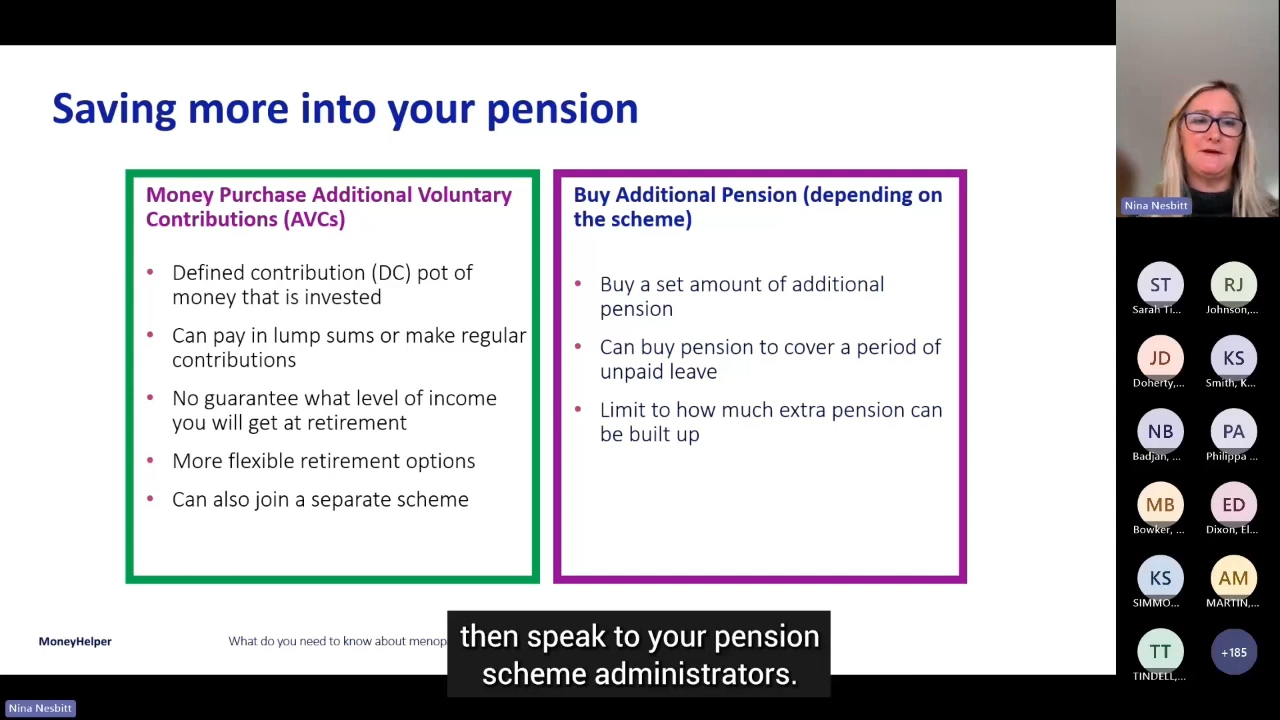 Saving more into your pension
Money Purchase Additional Voluntary
Contributions (AVCs)
• Defined contribution (DC) pot of
money that is invested
• Can pay in lump sums or make regular
contributions
• No guarantee what level of income
you will get at retirement
• More flexible retirement options
• Can also join a separate scheme
Buy Additional Pension (depending on
the scheme)
• Buy a set amount of additional
pension
• Can buy pension to cover a period of
unpaid leave
• Limit to how much extra pension can
be built up
MoneyHelper
What do you need to know about menop
then speak to your pension
scheme administrators.
Nina Nesbitt
Nina Nesbitt
ST
RJ
Sarah Ti...
Johnson,...
JD
KS
Doherty,...
Smith, K...
NB
PA
Badjan, ...
Philippa ...
MB
ED
Bowker, ...
Dixon, El...
KS
AM
SIMMO...
MARTIN,...
TT
+185
TINDELL,...